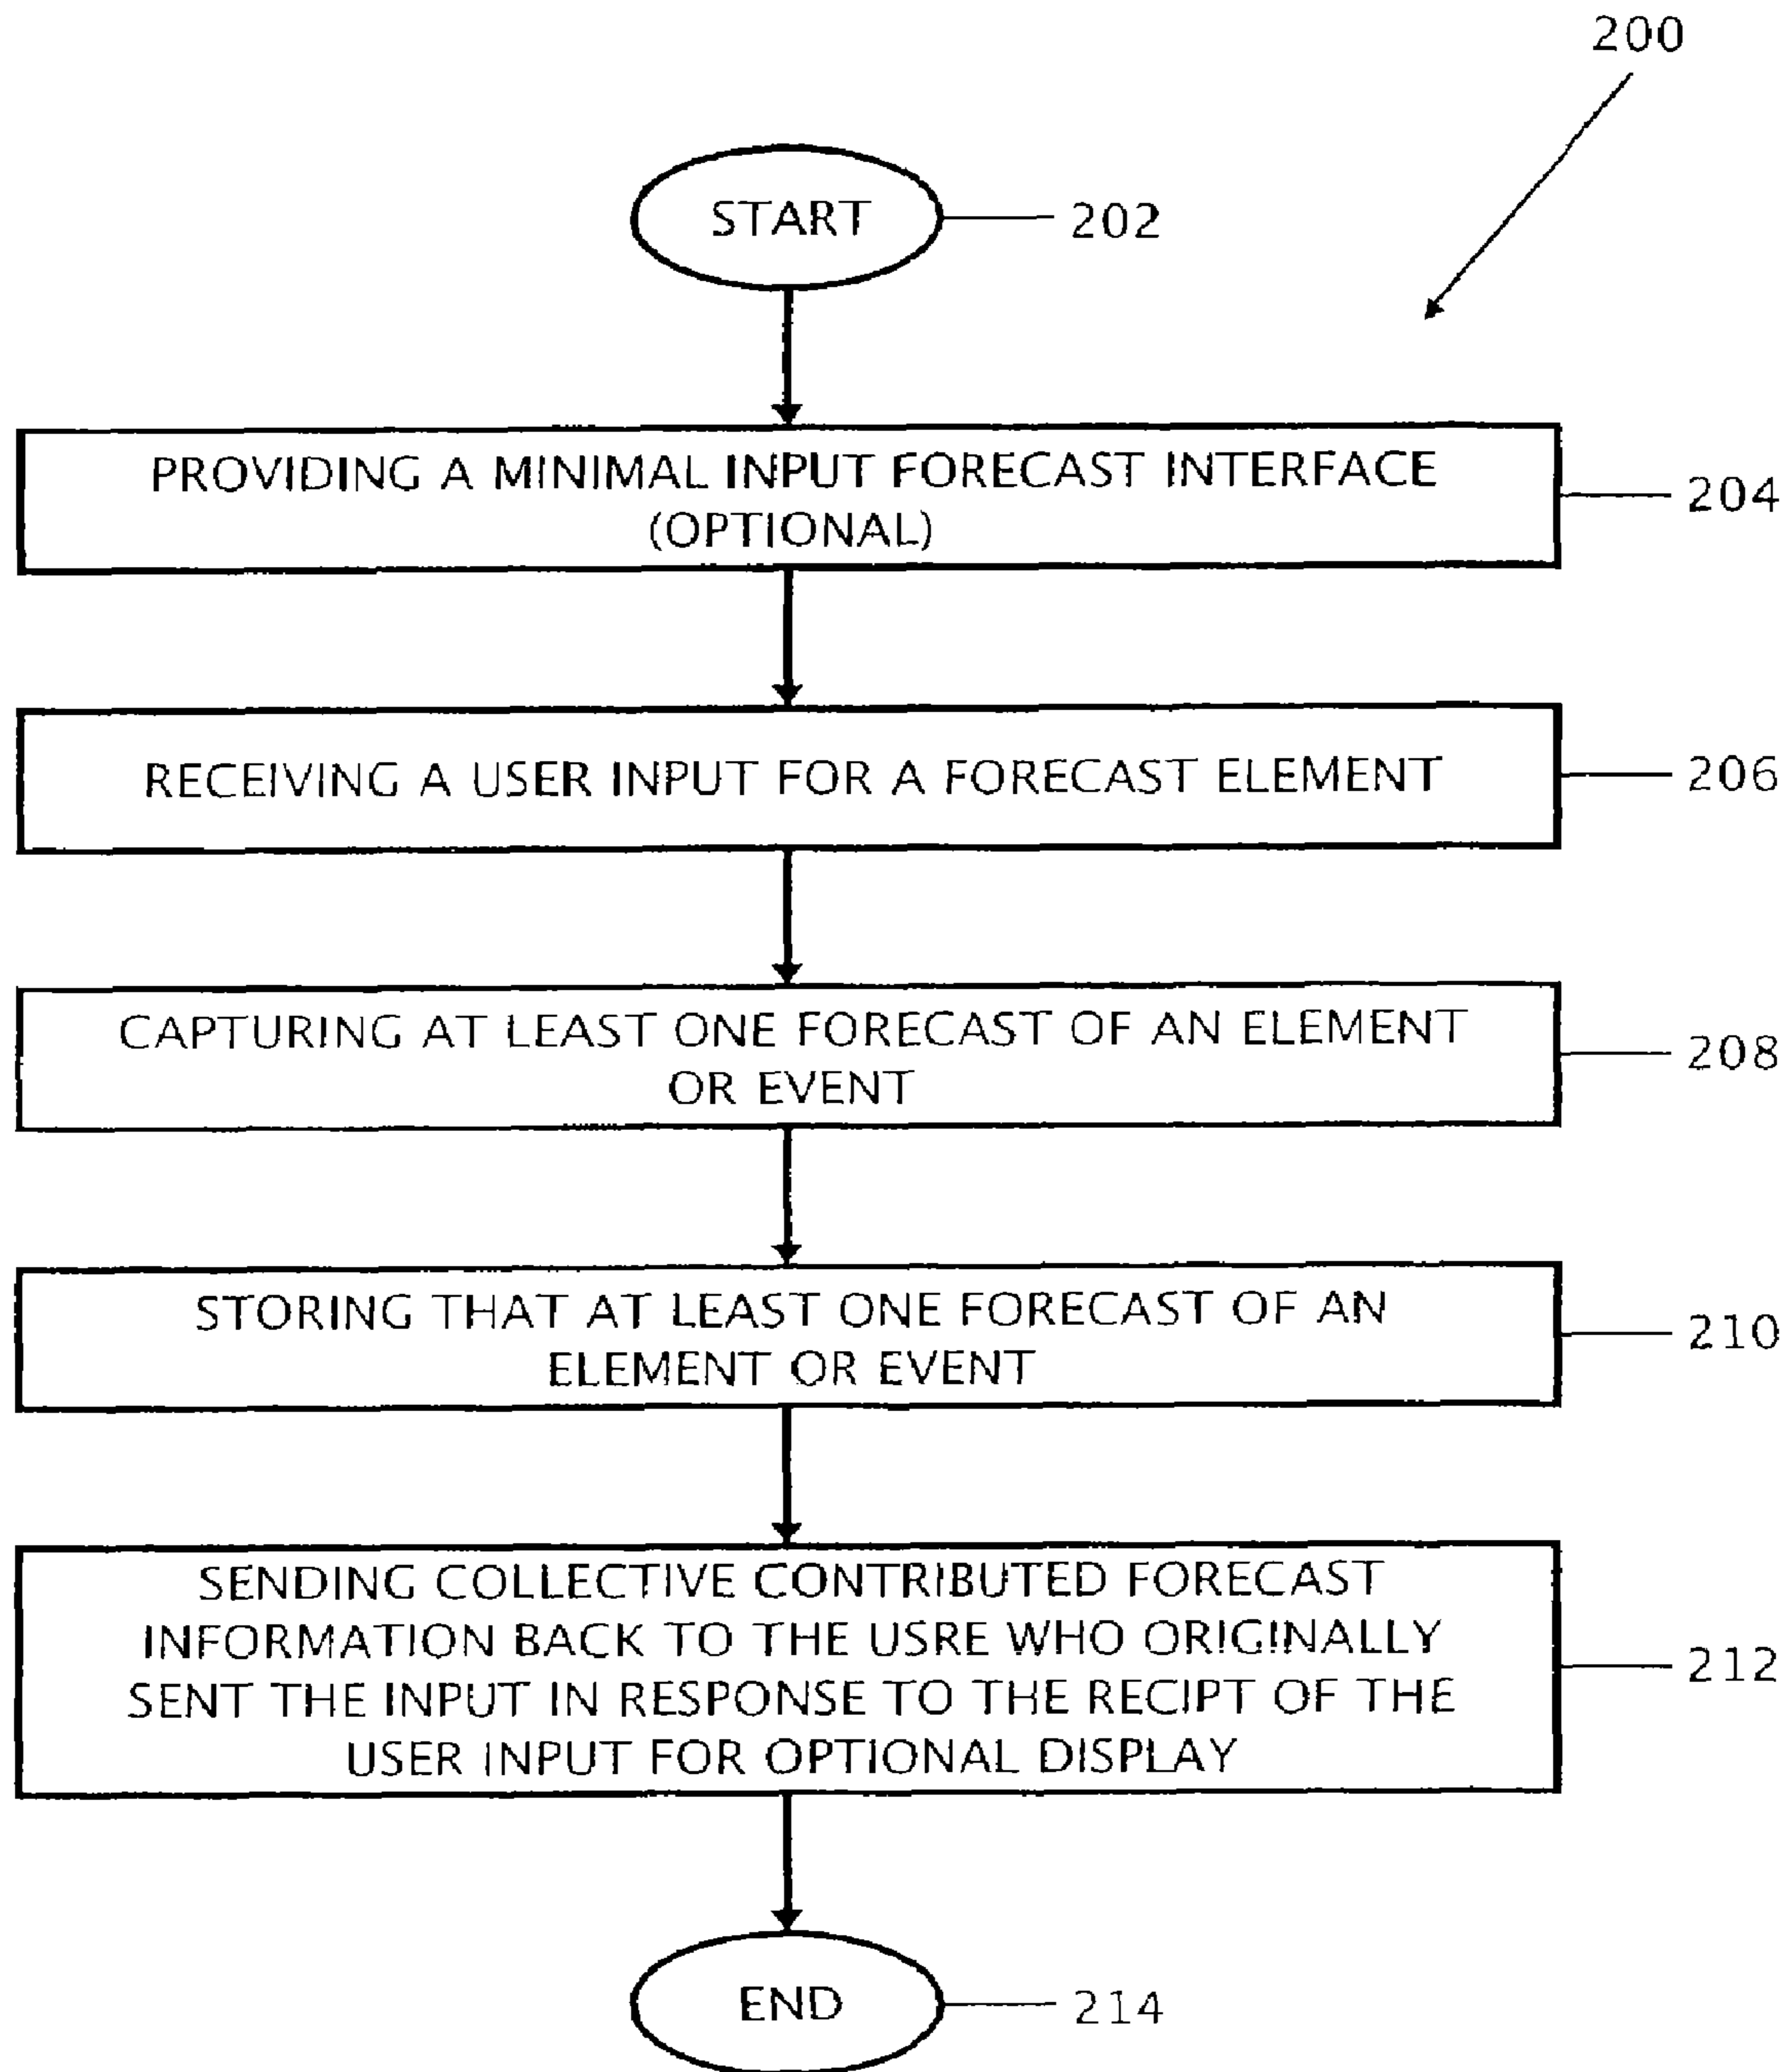 200
START
202
PROVIDING A MINIMAL INPUT FORECAST INTERFACE
(OPTIONAL)
204
RECEIVING A USER INPUT FOR A FORECAST ELEMENT
206
CAPTURING AT LEAST ONE FORECAST OF AN ELEMENT
OR EVENT
208
STORING THAT AT LEAST ONE FORECAST OF AN
ELEMENT OR EVENT
210
SENDING COLLECTIVE CONTRIBUTED FORECAST
INFORMATION BACK TO THE USRE WHO ORIGINALLY
SENT THE INPUT IN RESPONSE TO THE RECIPT OF THE
USER INPUT FOR OPTIONAL DISPLAY
212
END
214